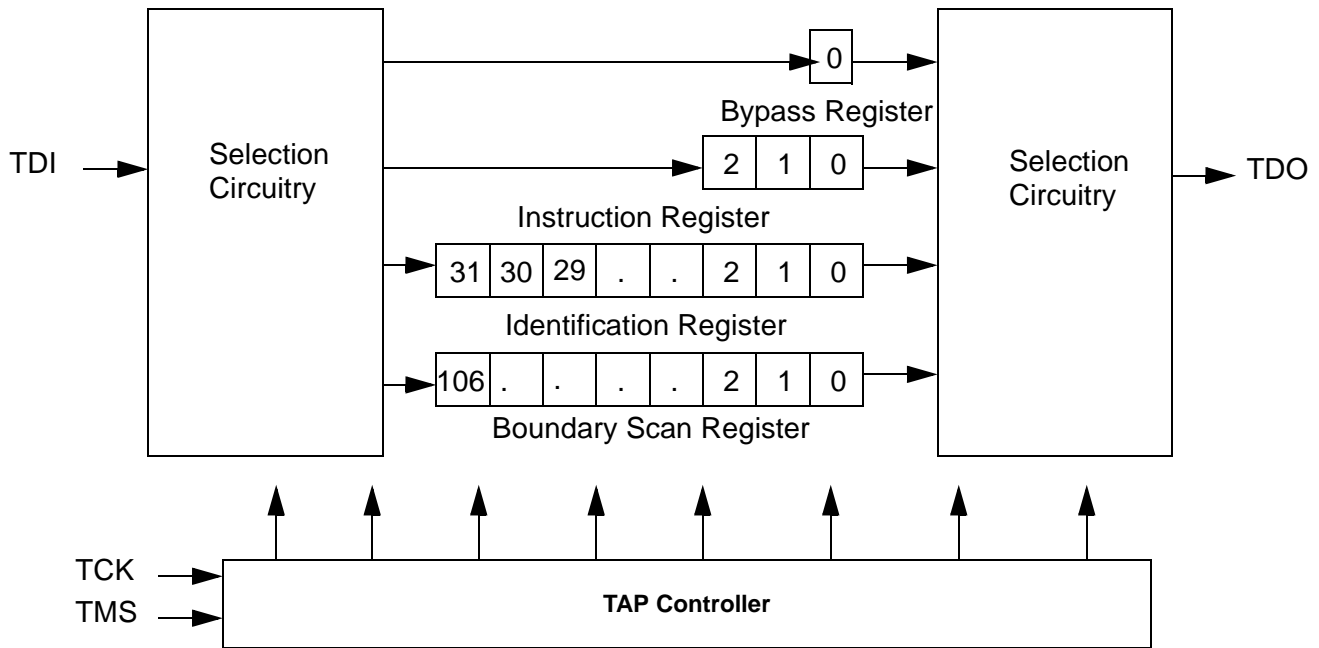 0
Bypass Register
TDI
Selection
Circuitry
2 1 0
Selection
Circuitry
TDO
Instruction Register
31 30 29 . . 2 1 0
Identification Register
106 . . . . 2 1 0
Boundary Scan Register
TCK
TMS
TAP Controller